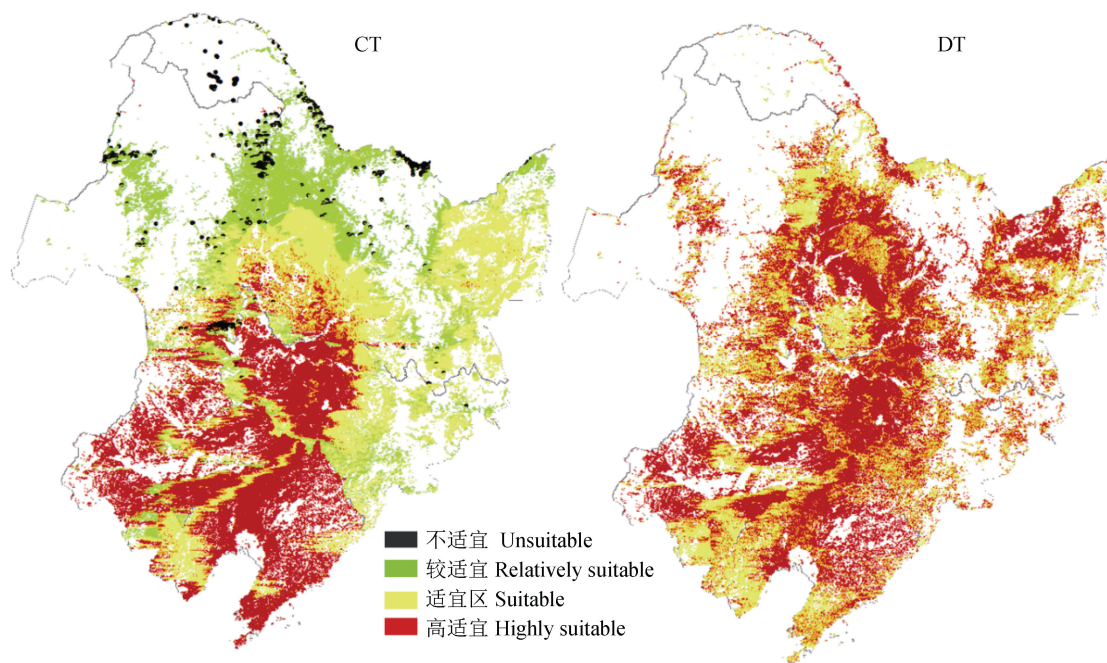 CT
DT
不适宜 Unsuitable
较适宜 Relatively suitable
适宜区 Suitable
高适宜 Highly suitable